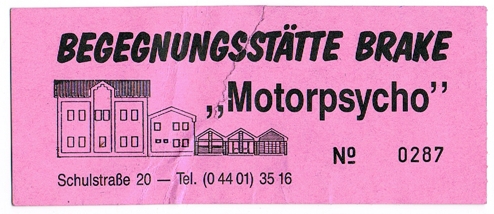 BEGEGNUNGSSTÄTTE BRAKE
„Motorpsycho”
№ 0287
Schulstraße 20 — Tel. (0 44 01) 35 16